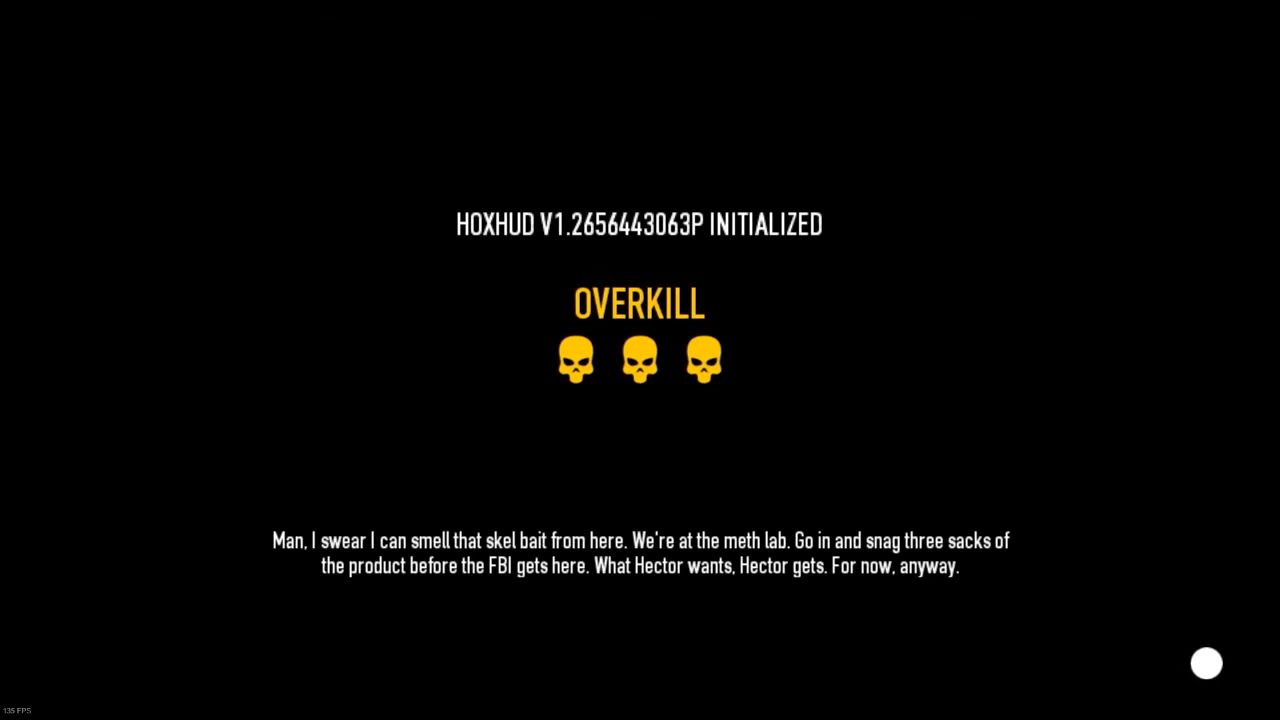 HOXHUD V1.2656443063P INITIALIZED
OVERKILL
Man, I swear I can smell that skel bait from here. We're at the meth lab. Go in and snag three sacks of
the product before the FBI gets here. What Hector wants, Hector gets. For now, anyway.
135 FPS